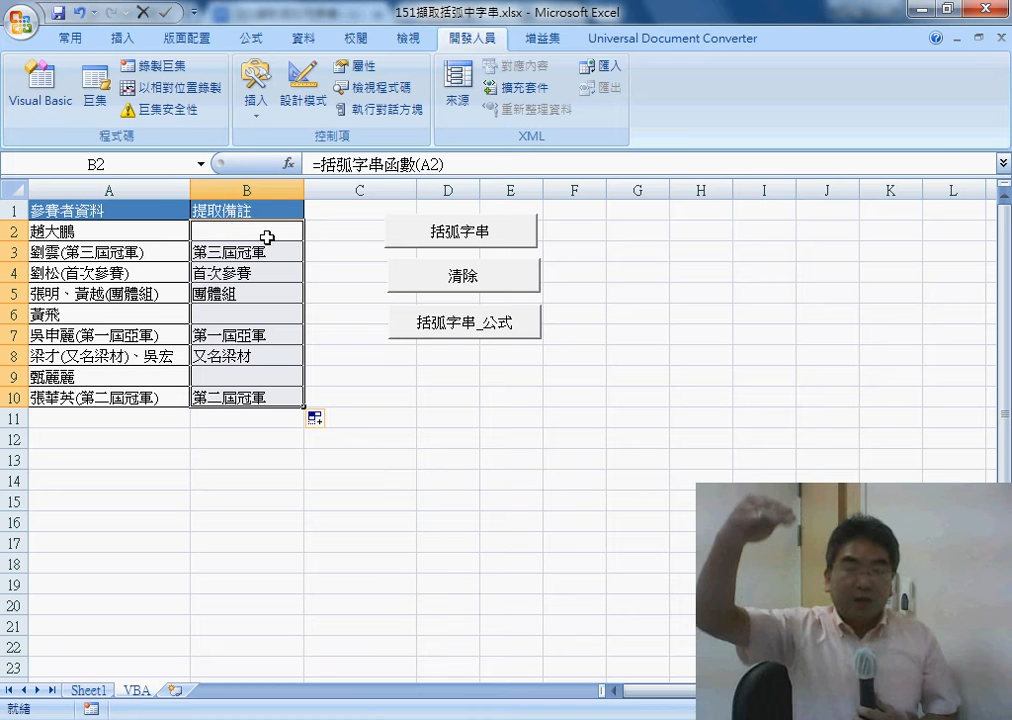 151擷取括弧中字串.xlsx - Microsoft Excel
常用 插入 版面配置 公式 資料 校閱 檢視 開發人員 增益集 Universal Document Converter
Visual Basic 巨集 錄製巨集 以相對位置錄製 巨集安全性 插入 設計模式 屬性 檢視程式碼 執行對話方塊 來源 對應內容 擴充套件 重新整理資料 匯入 匯出
程式碼 控制項 XML
B2 fx =括弧字串函數(A2)
A B C D E F G H I J K L
1 參賽者資料 提取備註
2 趙大鵬
3 劉雲(第三屆冠軍) 第三屆冠軍
4 劉松(首次參賽) 首次參賽
5 張明、黃越(團體組) 團體組
6 黃飛
7 吳申麗(第一屆亞軍) 第一屆亞軍
8 梁才(又名梁材)、吳宏 又名梁材
9 甄麗麗
10 張華英(第二屆冠軍) 第二屆冠軍
括弧字串
清除
括弧字串_公式
11
12
13
14
15
16
17
18
19
20
21
22
23
Sheet1 VBA
就緒